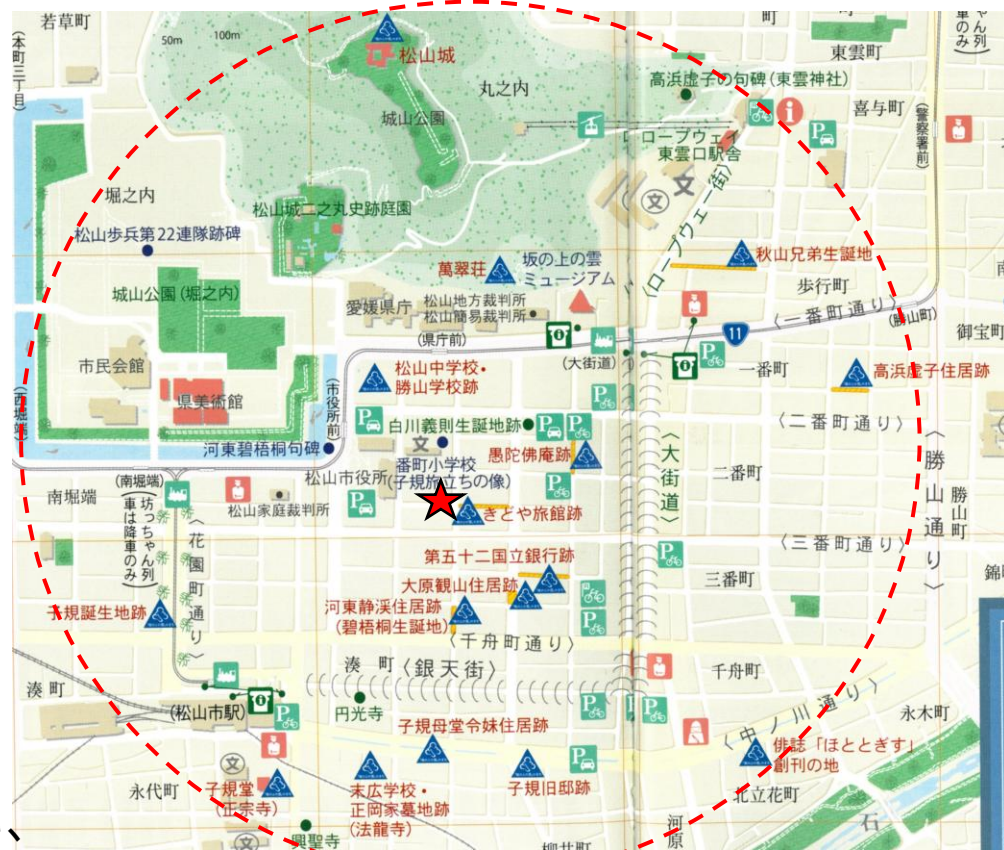 若草町
50m
100m
(本町三丁目)
松山城
丸之内
城山公園
町
東雲町
高浜虚子の句碑(東雲神社)
喜与町
i
P
ロープウェイ
東雲口駅舎
(警察署前)
堀之内
松山城二之丸史跡庭園
文
文
〈ロープウェー街〉
松山歩兵第22連隊跡碑
萬翠荘
坂の上の雲
ミュージアム
秋山兄弟生誕地
歩行町
城山公園(堀之内)
愛媛県庁
松山地方裁判所
松山簡易裁判所
〈一番町通り〉
(勝山町)
御宝町
(県庁前)
(大街道)
11
P
市民会館
県美術館
(西堀端)
(市役所前)
松山中学校・
勝山学校跡
一番町
高浜虚子住居跡
P
P
白川義則生誕地跡
P
P
〈二番町通り〉
河東碧梧桐句碑
文
愚陀佛庵跡
〈大街道〉
〈勝山通り〉
番町小学校
(子規旅立ちの像)
松山市役所
二番町
(南堀端)
南堀端
松山家庭裁判所
P
P
きどや旅館跡
勝山町
坊っちゃん列
車は降車のみ
〈花園町通り〉
〈三番町通り〉
第五十二国立銀行跡
P
大原観山住居跡
P
三番町
河東静渓住居跡
(碧梧桐生誕地)
P
子規誕生地跡
〈千舟町通り〉
湊町
湊 町
〈銀天街〉
千舟町
(松山市駅)
P
円光寺
P
P
〈中ノ川通り〉
永木町
子規母堂令妹住居跡
俳誌「ほととぎす」
創刊の地
文
永代町
子規堂
(正宗寺)
末広学校・
正岡家墓地跡
(法龍寺)
P
子規旧邸跡
北立花町
石
文
興聖寺
柳井町
河原